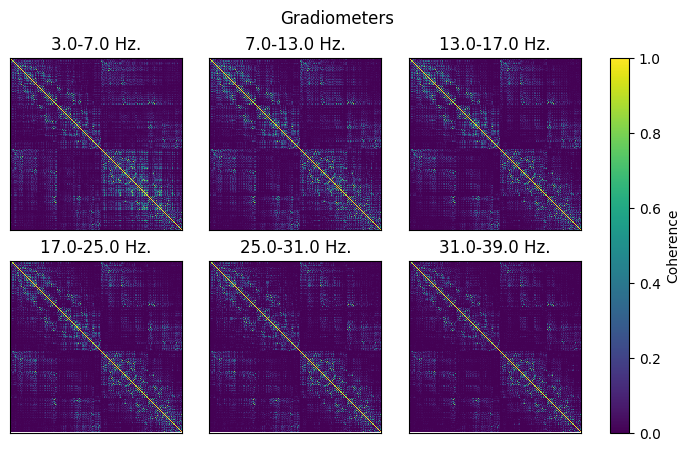 Gradiometers
3.0-7.0 Hz.
7.0-13.0 Hz.
13.0-17.0 Hz.
17.0-25.0 Hz.
25.0-31.0 Hz.
31.0-39.0 Hz.
1.0
0.8
0.6
0.4
0.2
0.0
Coherence